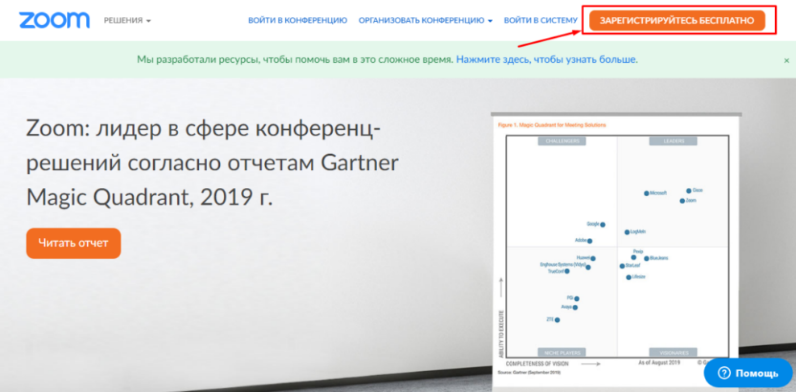 zoom
РЕШЕНИЯ
ВОЙТИ В КОНФЕРЕНЦИЮ
ОРГАНИЗОВАТЬ КОНФЕРЕНЦИЮ
ВОЙТИ В СИСТЕМУ
ЗАРЕГИСТРИРУЙТЕСЬ БЕСПЛАТНО
Мы разработали ресурсы, чтобы помочь вам в это сложное время. Нажмите здесь, чтобы узнать больше.
×
Zoom: лидер в сфере конференц-
решений согласно отчетам Gartner
Magic Quadrant, 2019 г.
Читать отчет
Figure 1. Magic Quadrant for Meeting Solutions
CHALLENGERS
LEADERS
Microsoft
Cisco
Zoom
Google
LogMeIn
Adobe
Pexip
Huawei
BlueJeans
StarLeaf
TrueConf
Lifesize
PGi
Avaya
ZTE
ABILITY TO EXECUTE
NICHE PLAYERS
VISIONARIES
COMPLETENESS OF VISION
As of August 2019
Source: Gartner (September 2019)
Помощь